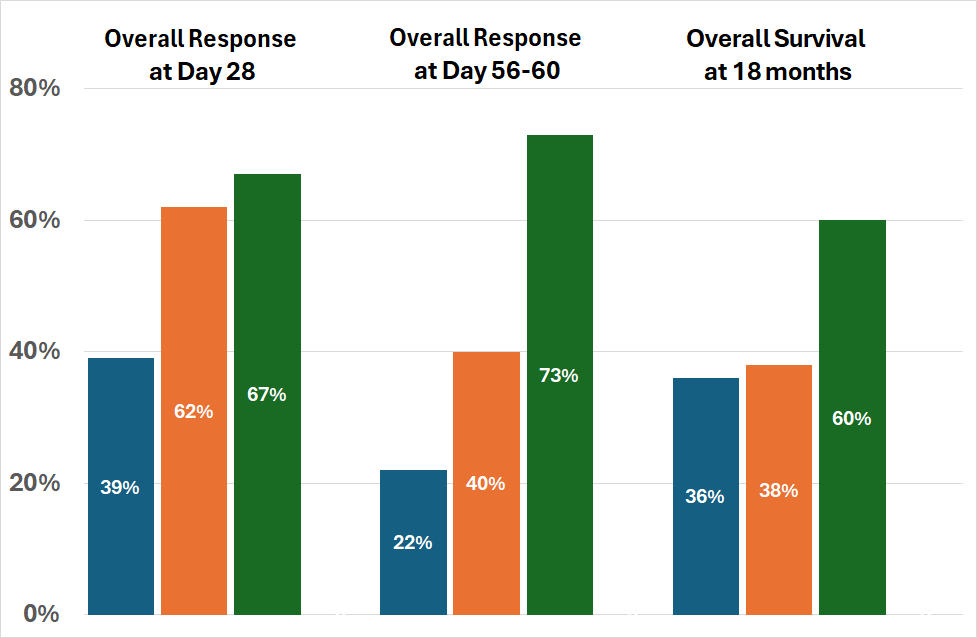 Overall Response
at Day 28
Overall Response
at Day 56-60
Overall Survival
at 18 months
80%
60%
40%
20%
0%
39%
62%
67%
22%
40%
73%
36%
38%
60%